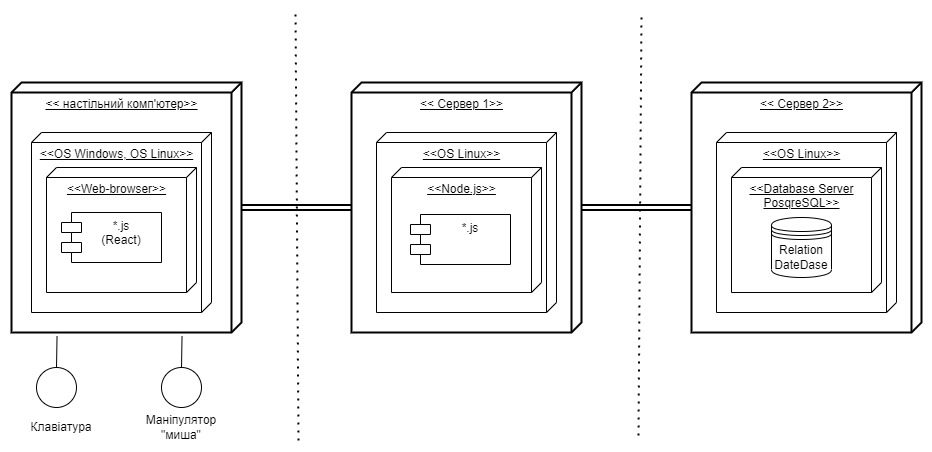 << настільний комп'ютер>>
<<OS Windows, OS Linux>>
<<Web-browser>>
*.js
(React)
Клавіатура
Маніпулятор
"миша"
<< Сервер 1>>
<<OS Linux>>
<<Node.js>>
*.js
<< Сервер 2>>
<<OS Linux>>
<<Database Server
PosgreSQL>>
Relation
DateDase